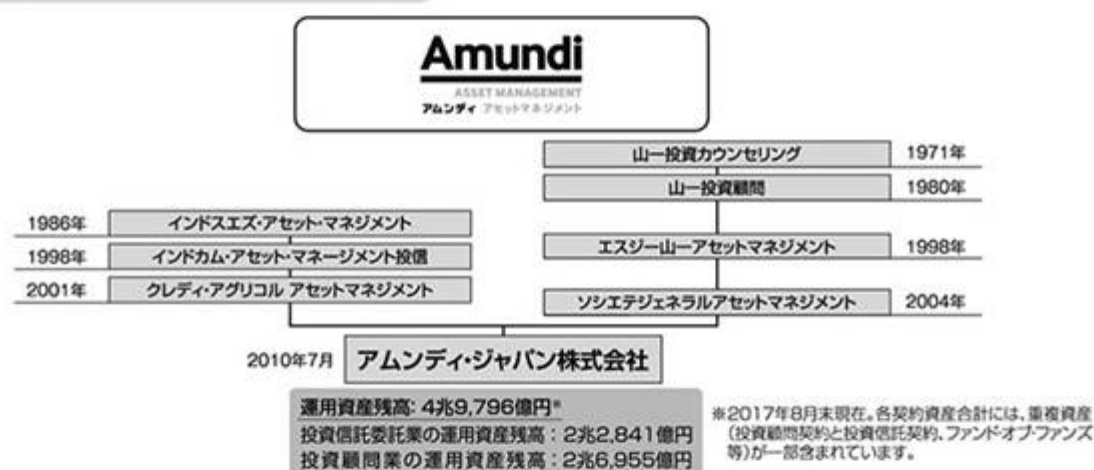 Amundi
ASSET MANAGEMENT
アムンディ アセットマネジメント
山一投資カウンセリング 1971年
山一投資顧問 1980年
1986年 インドスエズ・アセット・マネジメント
1998年 インドカム・アセット・マネージメント投信
エスジー山一アセットマネジメント 1998年
2001年 クレディ・アグリコル アセットマネジメント
ソシエテジェネラルアセットマネジメント 2004年
2010年7月 アムンディ・ジャパン株式会社
運用資産残高: 4兆9,796億円※
投資信託委託業の運用資産残高：2兆2,841億円
投資顧問業の運用資産残高：2兆6,955億円
※2017年8月末現在。各契約資産合計には、重複資産
（投資顧問契約と投資信託契約、ファンド・オブ・ファンズ
等）が一部含まれています。